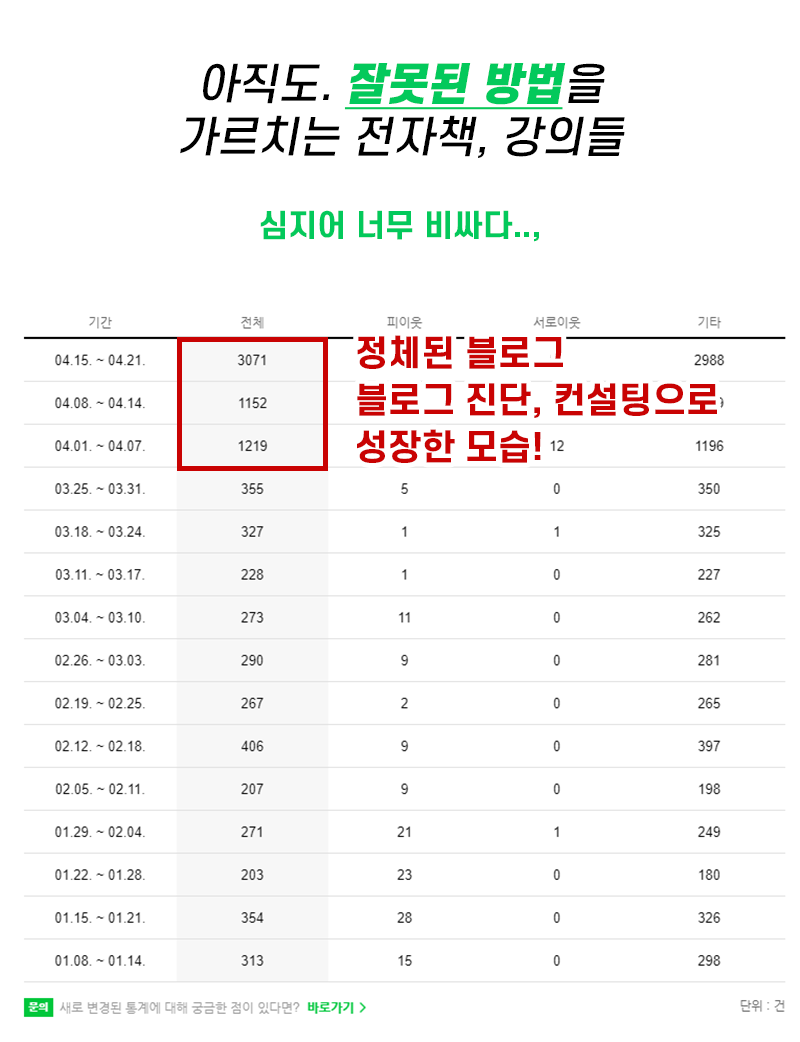 아직도. 잘못된 방법을
가르치는 전자책, 강의들
심지어 너무 비싸다..,
기간 전체 피이웃 서로이웃 기타
04.15. ~ 04.21. 3071 정체된 블로그 2988
04.08. ~ 04.14. 1152 블로그 진단, 컨설팅으로
04.01. ~ 04.07. 1219 성장한 모습! 12 1196
03.25. ~ 03.31. 355 5 0 350
03.18. ~ 03.24. 327 1 1 325
03.11. ~ 03.17. 228 1 0 227
03.04. ~ 03.10. 273 11 0 262
02.26. ~ 03.03. 290 9 0 281
02.19. ~ 02.25. 267 2 0 265
02.12. ~ 02.18. 406 9 0 397
02.05. ~ 02.11. 207 9 0 198
01.29. ~ 02.04. 271 21 1 249
01.22. ~ 01.28. 203 23 0 180
01.15. ~ 01.21. 354 28 0 326
01.08. ~ 01.14. 313 15 0 298
문의 새로 변경된 통계에 대해 궁금한 점이 있다면? 바로가기 > 단위 : 건